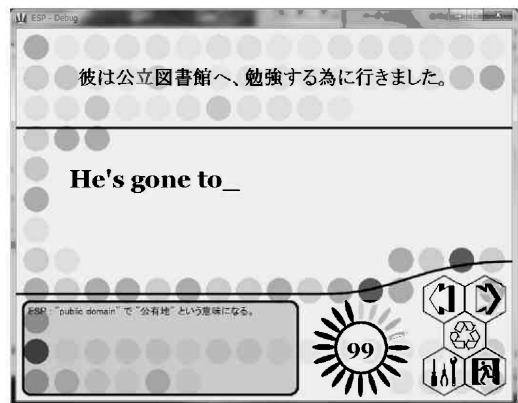 ESP - Debug
彼は公立図書館へ、勉強する為に行きました。
He's gone to_
ESP : "public domain" で "公有地" という意味になる。
99